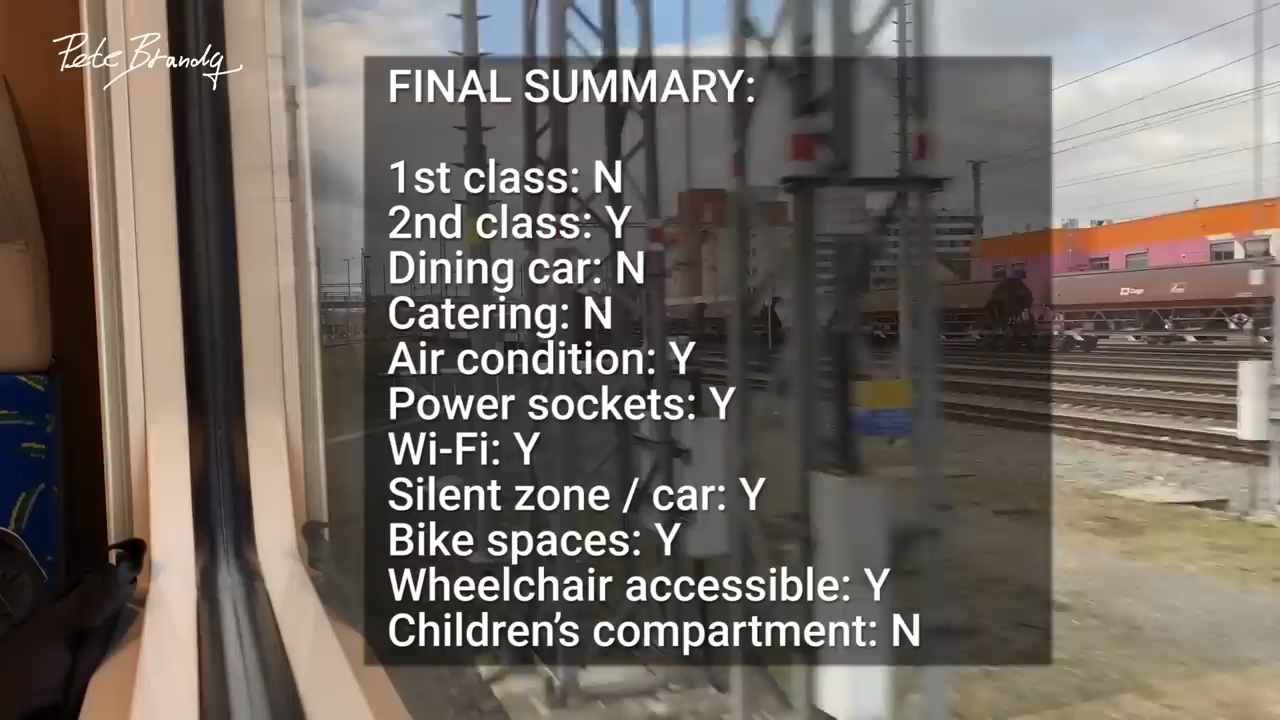 Pete Brandy
FINAL SUMMARY:
1st class: N
2nd class: Y
Dining car: N
Catering: N
Air condition: Y
Power sockets: Y
Wi-Fi: Y
Silent zone / car: Y
Bike spaces: Y
Wheelchair accessible: Y
Children's compartment: N